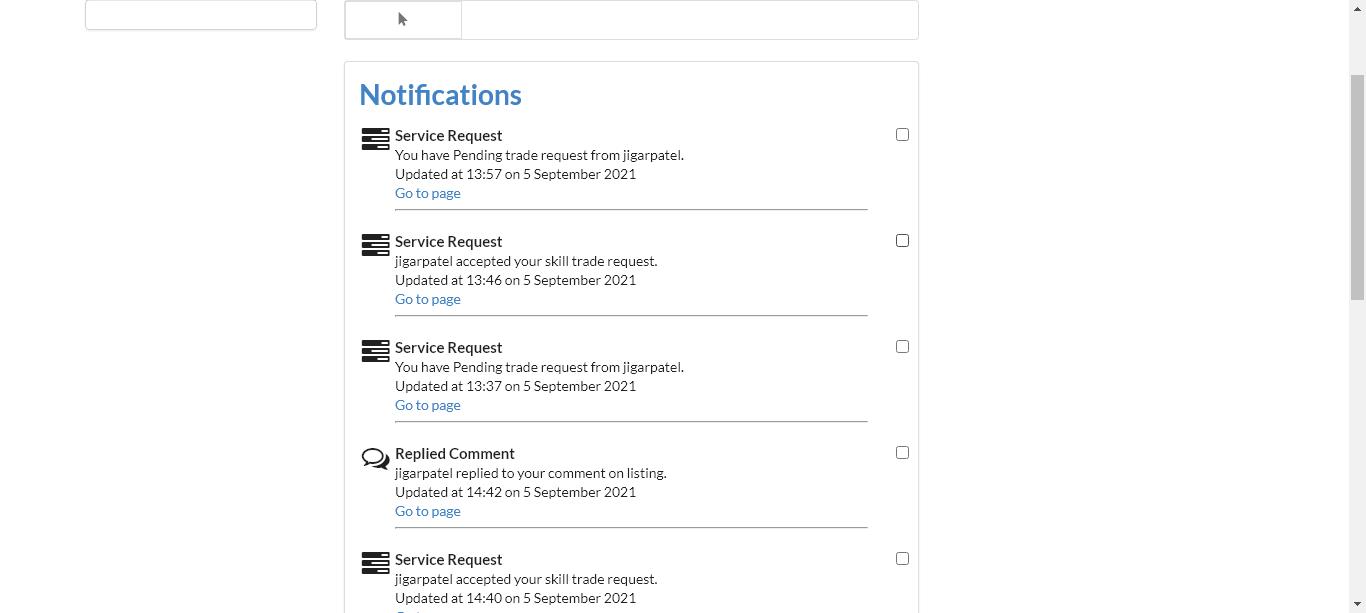 Notifications
Service Request
You have Pending trade request from jigarpatel.
Updated at 13:57 on 5 September 2021
Go to page
Service Request
jigarpatel accepted your skill trade request.
Updated at 13:46 on 5 September 2021
Go to page
Service Request
You have Pending trade request from jigarpatel.
Updated at 13:37 on 5 September 2021
Go to page
Replied Comment
jigarpatel replied to your comment on listing.
Updated at 14:42 on 5 September 2021
Go to page
Service Request
jigarpatel accepted your skill trade request.
Updated at 14:40 on 5 September 2021